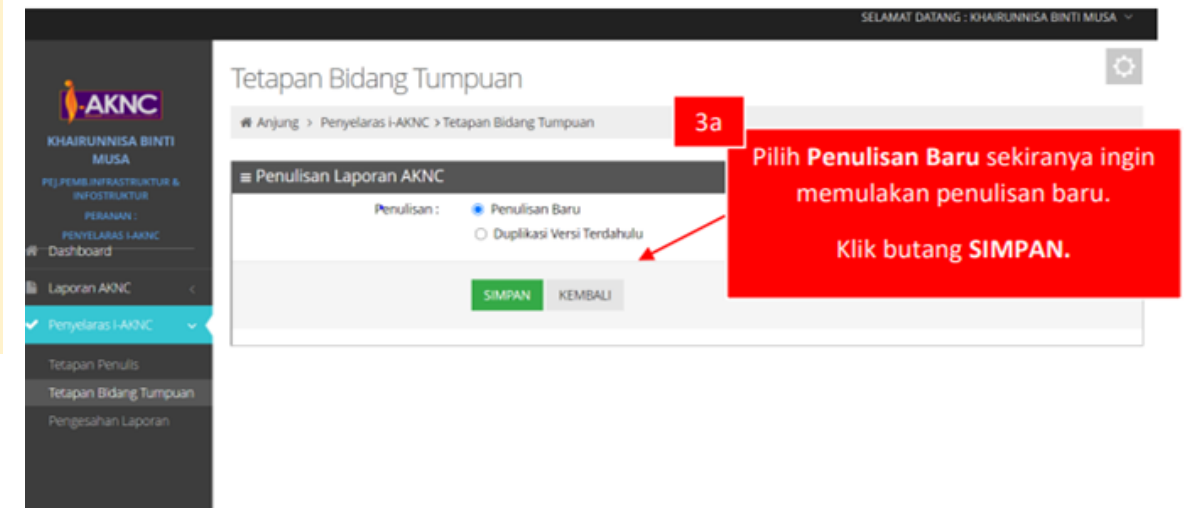 SELAMAT DATANG : KHAIRUNNISA BINTI MUSA
i-AKNC
KHAIRUNNISA BINTI
MUSA
PEJ.PEMB.INFRASTRUKTUR &
INFOSTRUKTUR
PERANAN :
PENYELARAS I-AKNC
Dashboard
Laporan AKNC
Penyelaras I-AKNC
Tetapan Penulis
Tetapan Bidang Tumpuan
Pengesahan Laporan
Tetapan Bidang Tumpuan
Anjung > Penyelaras i-AKNC > Tetapan Bidang Tumpuan
Penulisan Laporan AKNC
Penulisan :
Penulisan Baru
Duplikasi Versi Terdahulu
SIMPAN KEMBALI
3a
Pilih Penulisan Baru sekiranya ingin
memulakan penulisan baru.
Klik butang SIMPAN.